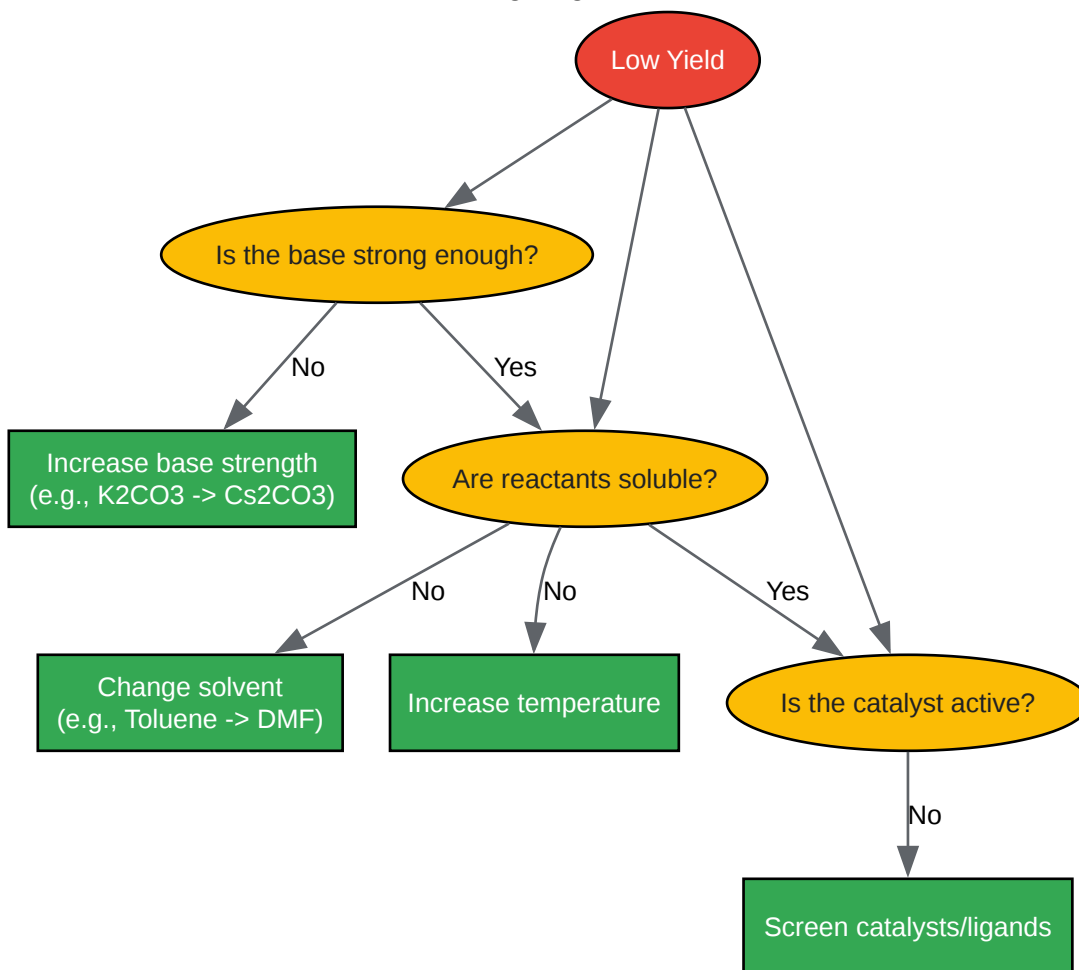 Low Yield
Is the base strong enough?
No
Yes
Increase base strength
(e.g., K2CO3 -> Cs2CO3)
Are reactants soluble?
No
No
Yes
Change solvent
(e.g., Toluene -> DMF)
Increase temperature
Is the catalyst active?
No
Screen catalysts/ligands